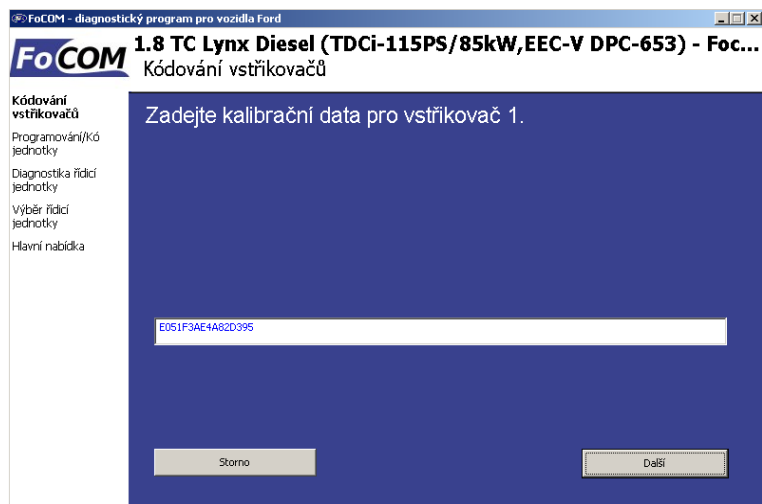 FoCOM - diagnostický program pro vozidla Ford
FoCOM
1.8 TC Lynx Diesel (TDCi-115PS/85kW,EEC-V DPC-653) - Foc...
Kódování vstřikovačů
Kódování
vstřikovačů
Programování/Kó
jednotky
Diagnostika řídicí
jednotky
Výběr řídicí
jednotky
Hlavní nabídka
Zadejte kalibrační data pro vstřikovač 1.
E051F3AE4A82D395
Storno
Další